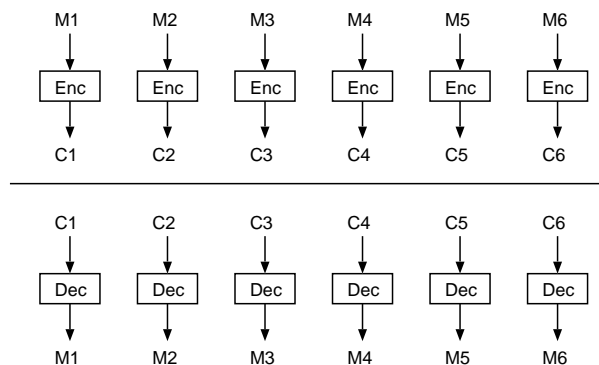 M1 M2 M3 M4 M5 M6
Enc Enc Enc Enc Enc Enc
C1 C2 C3 C4 C5 C6
C1 C2 C3 C4 C5 C6
Dec Dec Dec Dec Dec Dec
M1 M2 M3 M4 M5 M6